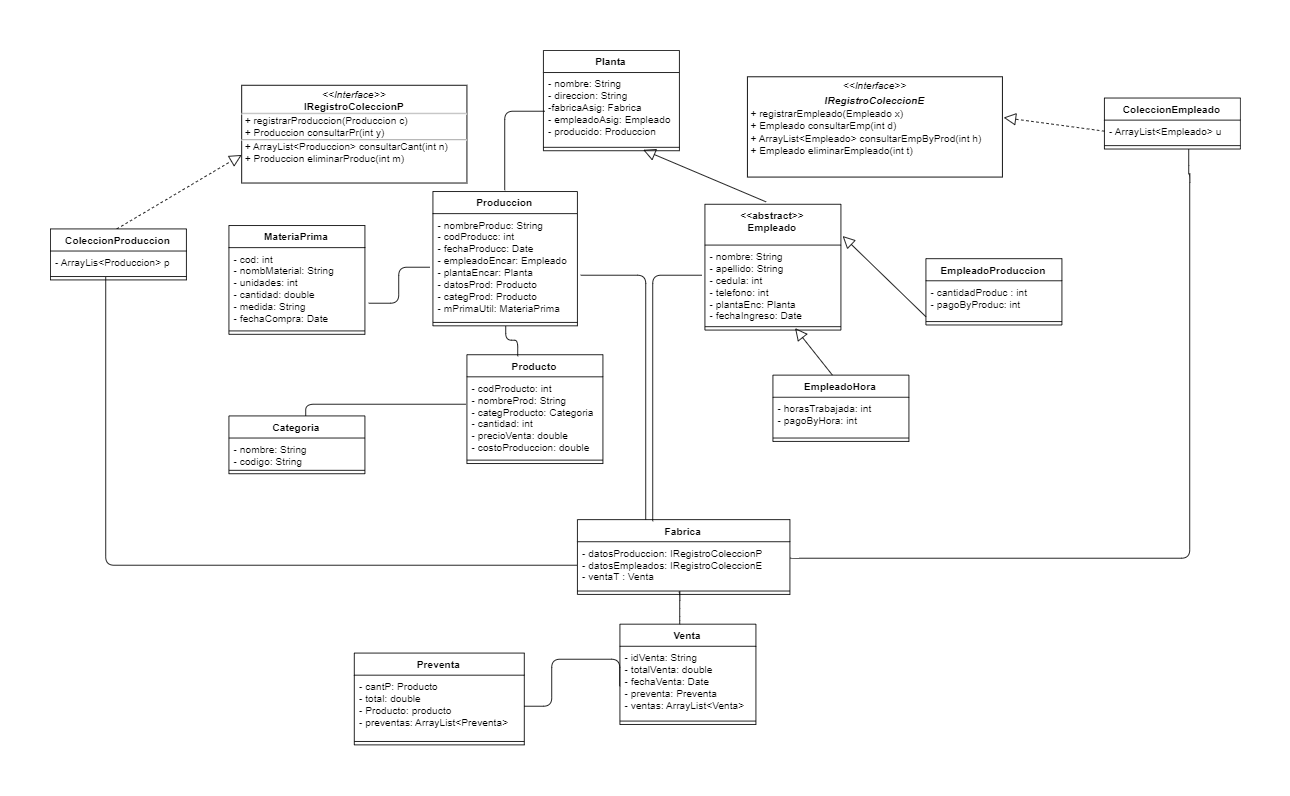 Planta
- nombre: String
- direccion: String
-fabricaAsig: Fabrica
- empleadoAsig: Empleado
- producido: Produccion
<<Interface>>
IRegistroColeccionP
+ registrarProduccion(Produccion c)
+ Produccion consultarPr(int y)
+ ArrayList<Produccion> consultarCant(int n)
+ Produccion eliminarProduc(int m)
<<Interface>>
IRegistroColeccionE
+ registrarEmpleado(Empleado x)
+ Empleado consultarEmp(int d)
+ ArrayList<Empleado> consultarEmpByProd(int h)
+ Empleado eliminarEmpleado(int t)
ColeccionEmpleado
- ArrayList<Empleado> u
ColeccionProduccion
- ArrayLis<Produccion> p
MateriaPrima
- cod: int
- nombMaterial: String
- unidades: int
- cantidad: double
- medida: String
- fechaCompra: Date
Produccion
- nombreProduc: String
- codProducc: int
- fechaProducc: Date
- empleadoEncar: Empleado
- plantaEncar: Planta
- datosProd: Producto
- categProd: Producto
- mPrimaUtil: MateriaPrima
<<abstract>>
Empleado
- nombre: String
- apellido: String
- cedula: int
- telefono: int
- plantaEnc: Planta
- fechaIngreso: Date
EmpleadoProduccion
- cantidadProduc : int
- pagoByProduc: int
EmpleadoHora
- horasTrabajada: int
- pagoByHora: int
Producto
- codProducto: int
- nombreProd: String
- categProducto: Categoria
- cantidad: int
- precioVenta: double
- costoProduccion: double
Categoria
- nombre: String
- codigo: String
Fabrica
- datosProduccion: IRegistroColeccionP
- datosEmpleados: IRegistroColeccionE
- ventaT : Venta
Venta
- idVenta: String
- totalVenta: double
- fechaVenta: Date
- preventa: Preventa
- ventas: ArrayList<Venta>
Preventa
- cantP: Producto
- total: double
- Producto: producto
- preventas: ArrayList<Preventa>